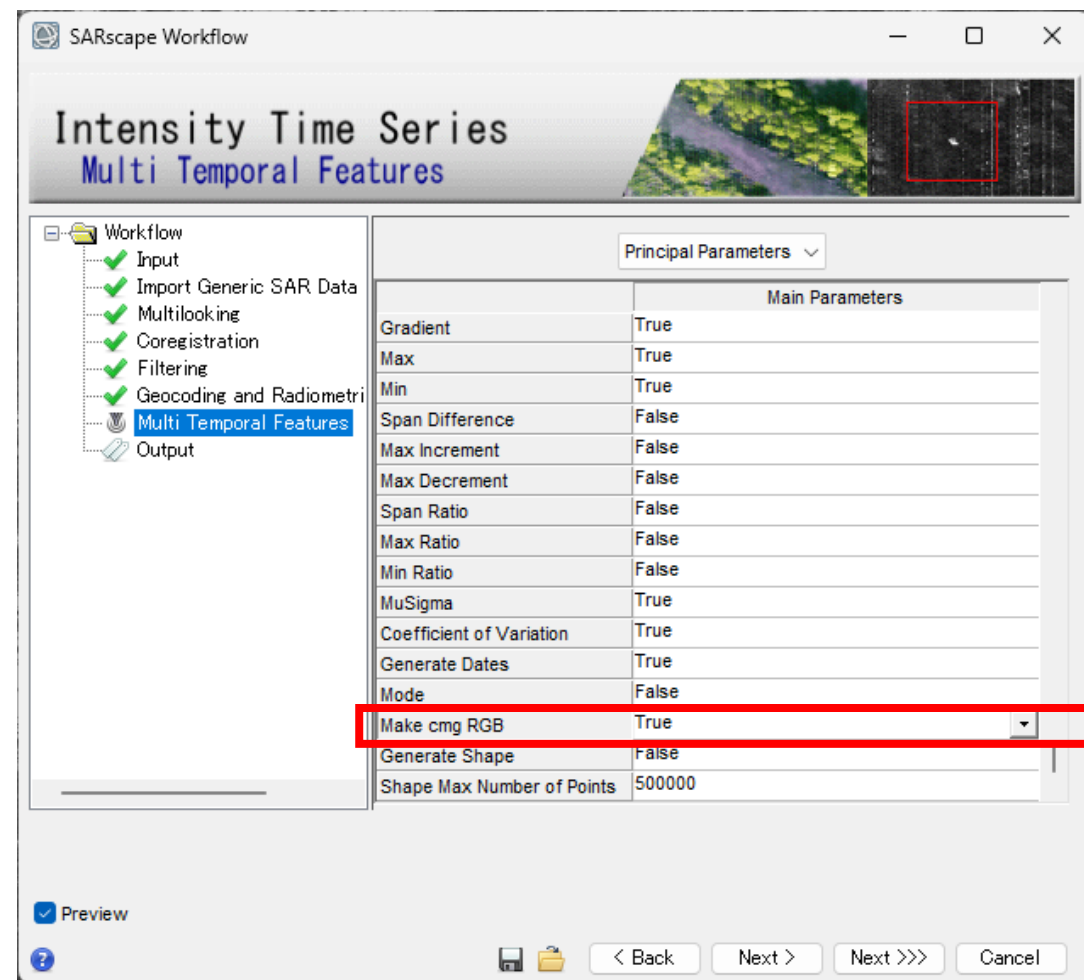 SARscape Workflow
Intensity Time Series
Multi Temporal Features
Workflow
Input
Import Generic SAR Data
Multilooking
Coregistration
Filtering
Geocoding and Radiometri
Multi Temporal Features
Output
Principal Parameters
Main Parameters
Gradient True
Max True
Min True
Span Difference False
Max Increment False
Max Decrement False
Span Ratio False
Max Ratio False
Min Ratio False
MuSigma True
Coefficient of Variation True
Generate Dates True
Mode False
Make cmg RGB True
Generate Shape False
Shape Max Number of Points 500000
Preview
? < Back Next > Next >>> Cancel